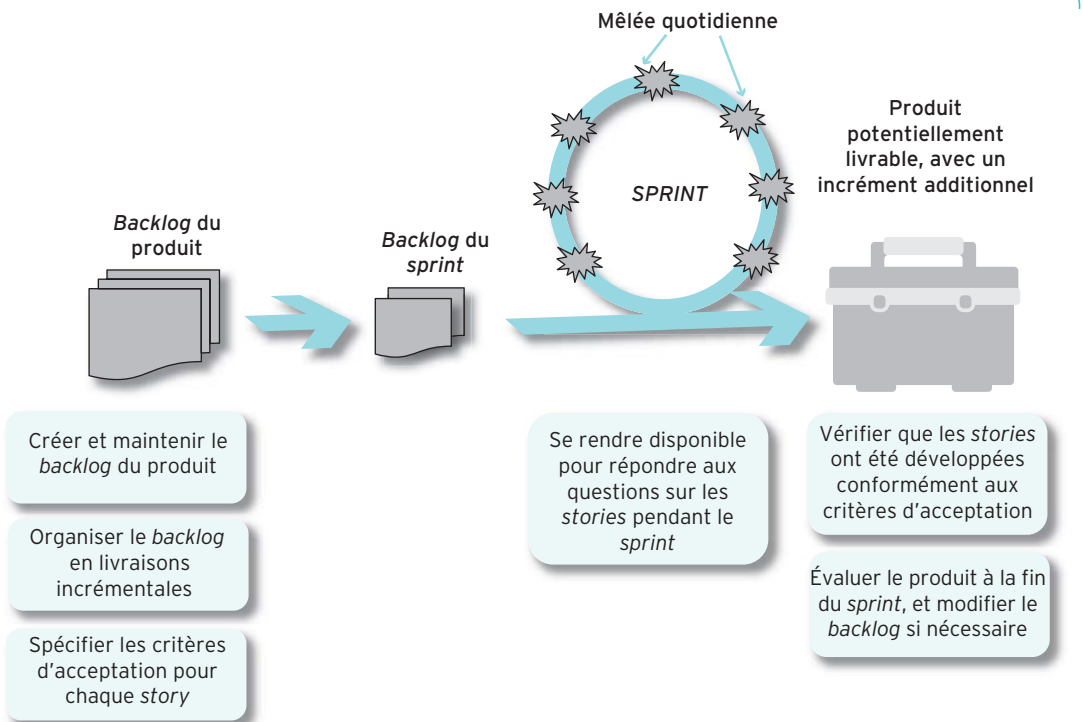 Mêlée quotidienne
SPRINT
Produit
potentiellement
livrable, avec un
incrément additionnel
Backlog du
produit
Backlog du
sprint
Créer et maintenir le
backlog du produit
Organiser le backlog
en livraisons
incrémentales
Spécifier les critères
d'acceptation pour
chaque story
Se rendre disponible
pour répondre aux
questions sur les
stories pendant le
sprint
Vérifier que les stories
ont été développées
conformément aux
critères d'acceptation
Évaluer le produit à la fin
du sprint, et modifier le
backlog si nécessaire